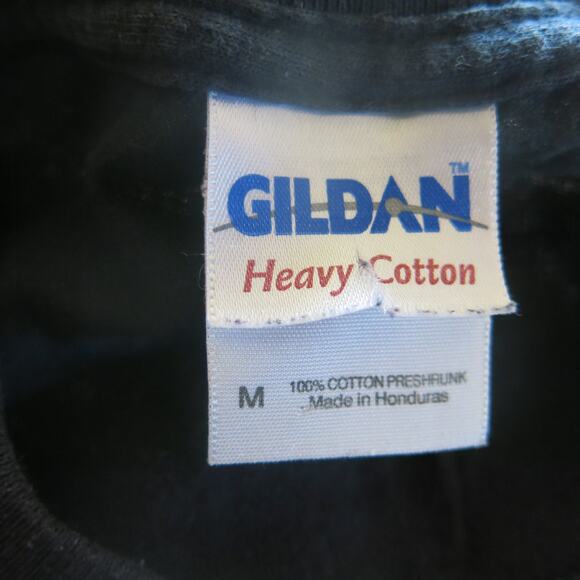 GILDAN™
Heavy Cotton
M
100% COTTON PRESHRUNK
Made in Honduras